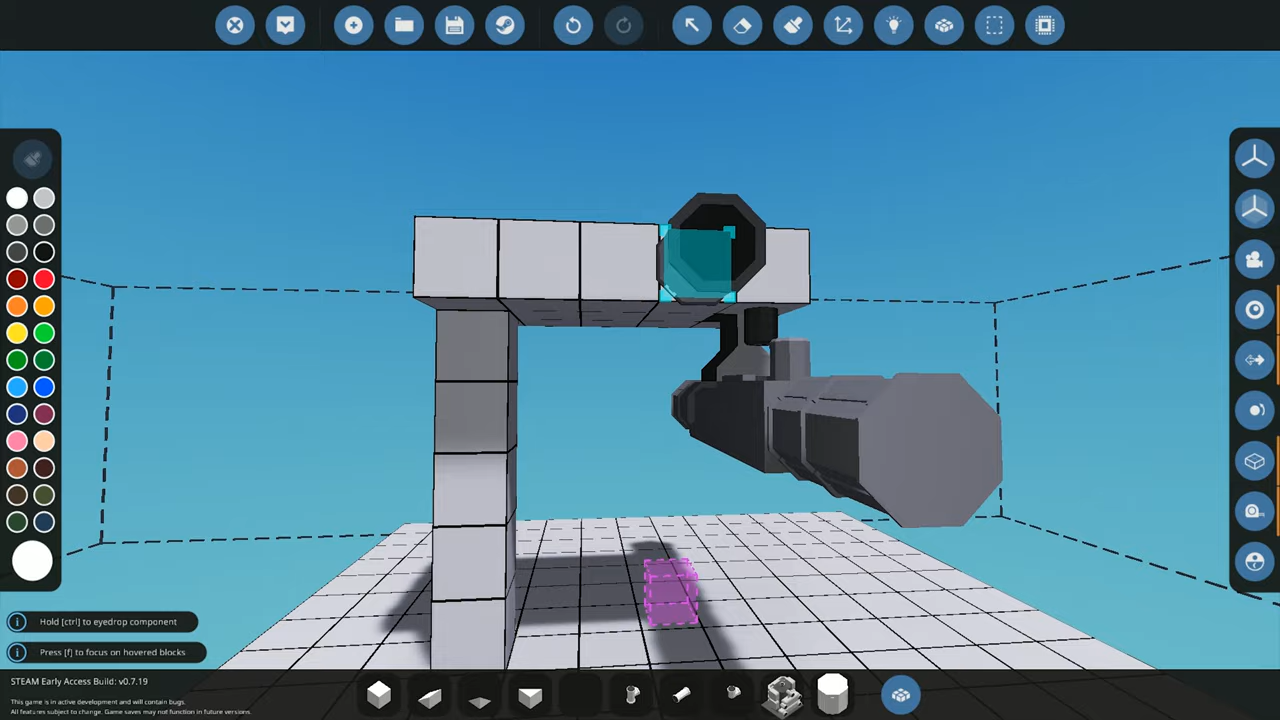 Hold [ctrl] to eyedrop component
Press [f] to focus on hovered blocks
STEAM Early Access Build: v0.7.19
This game is in active development and will contain bugs.
All features subject to change. Game saves may not function in future versions.